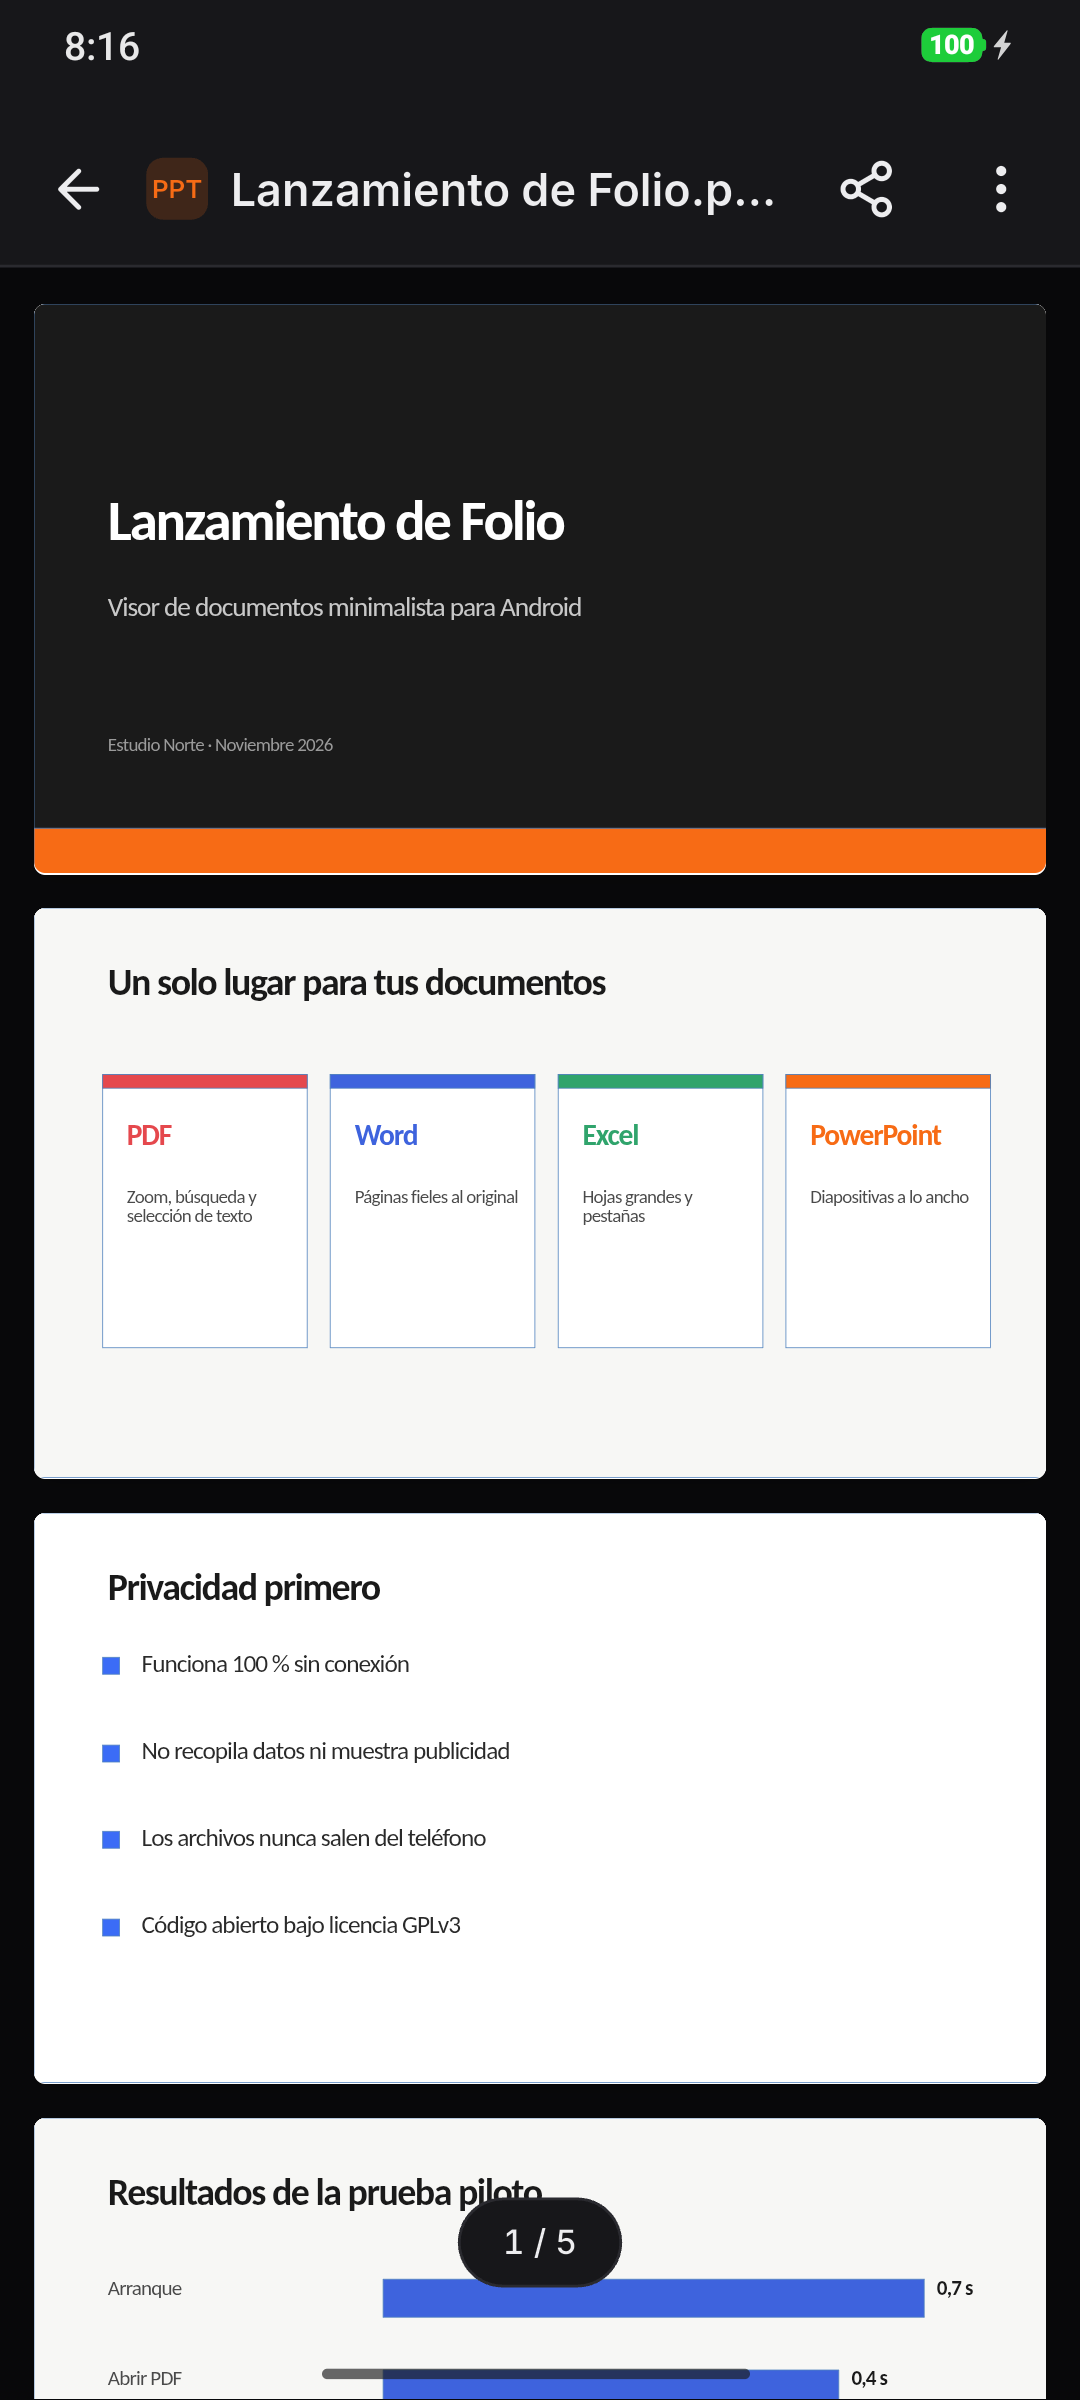 8:16
100
PPT Lanzamiento de Folio.p...
Lanzamiento de Folio
Visor de documentos minimalista para Android
Estudio Norte · Noviembre 2026
Un solo lugar para tus documentos
PDF
Zoom, búsqueda y
selección de texto
Word
Páginas fieles al original
Excel
Hojas grandes y
pestañas
PowerPoint
Diapositivas a lo ancho
Privacidad primero
Funciona 100 % sin conexión
No recopila datos ni muestra publicidad
Los archivos nunca salen del teléfono
Código abierto bajo licencia GPLv3
Resultados de la prueba piloto
1 / 5
Arranque 0,7 s
Abrir PDF 0,4 s